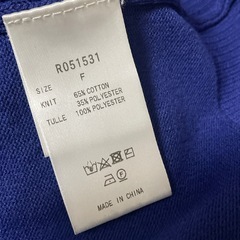 R051531
SIZE F
KNIT 65% COTTON
35% POLYESTER
TULLE 100% POLYESTER
MADE IN CHINA